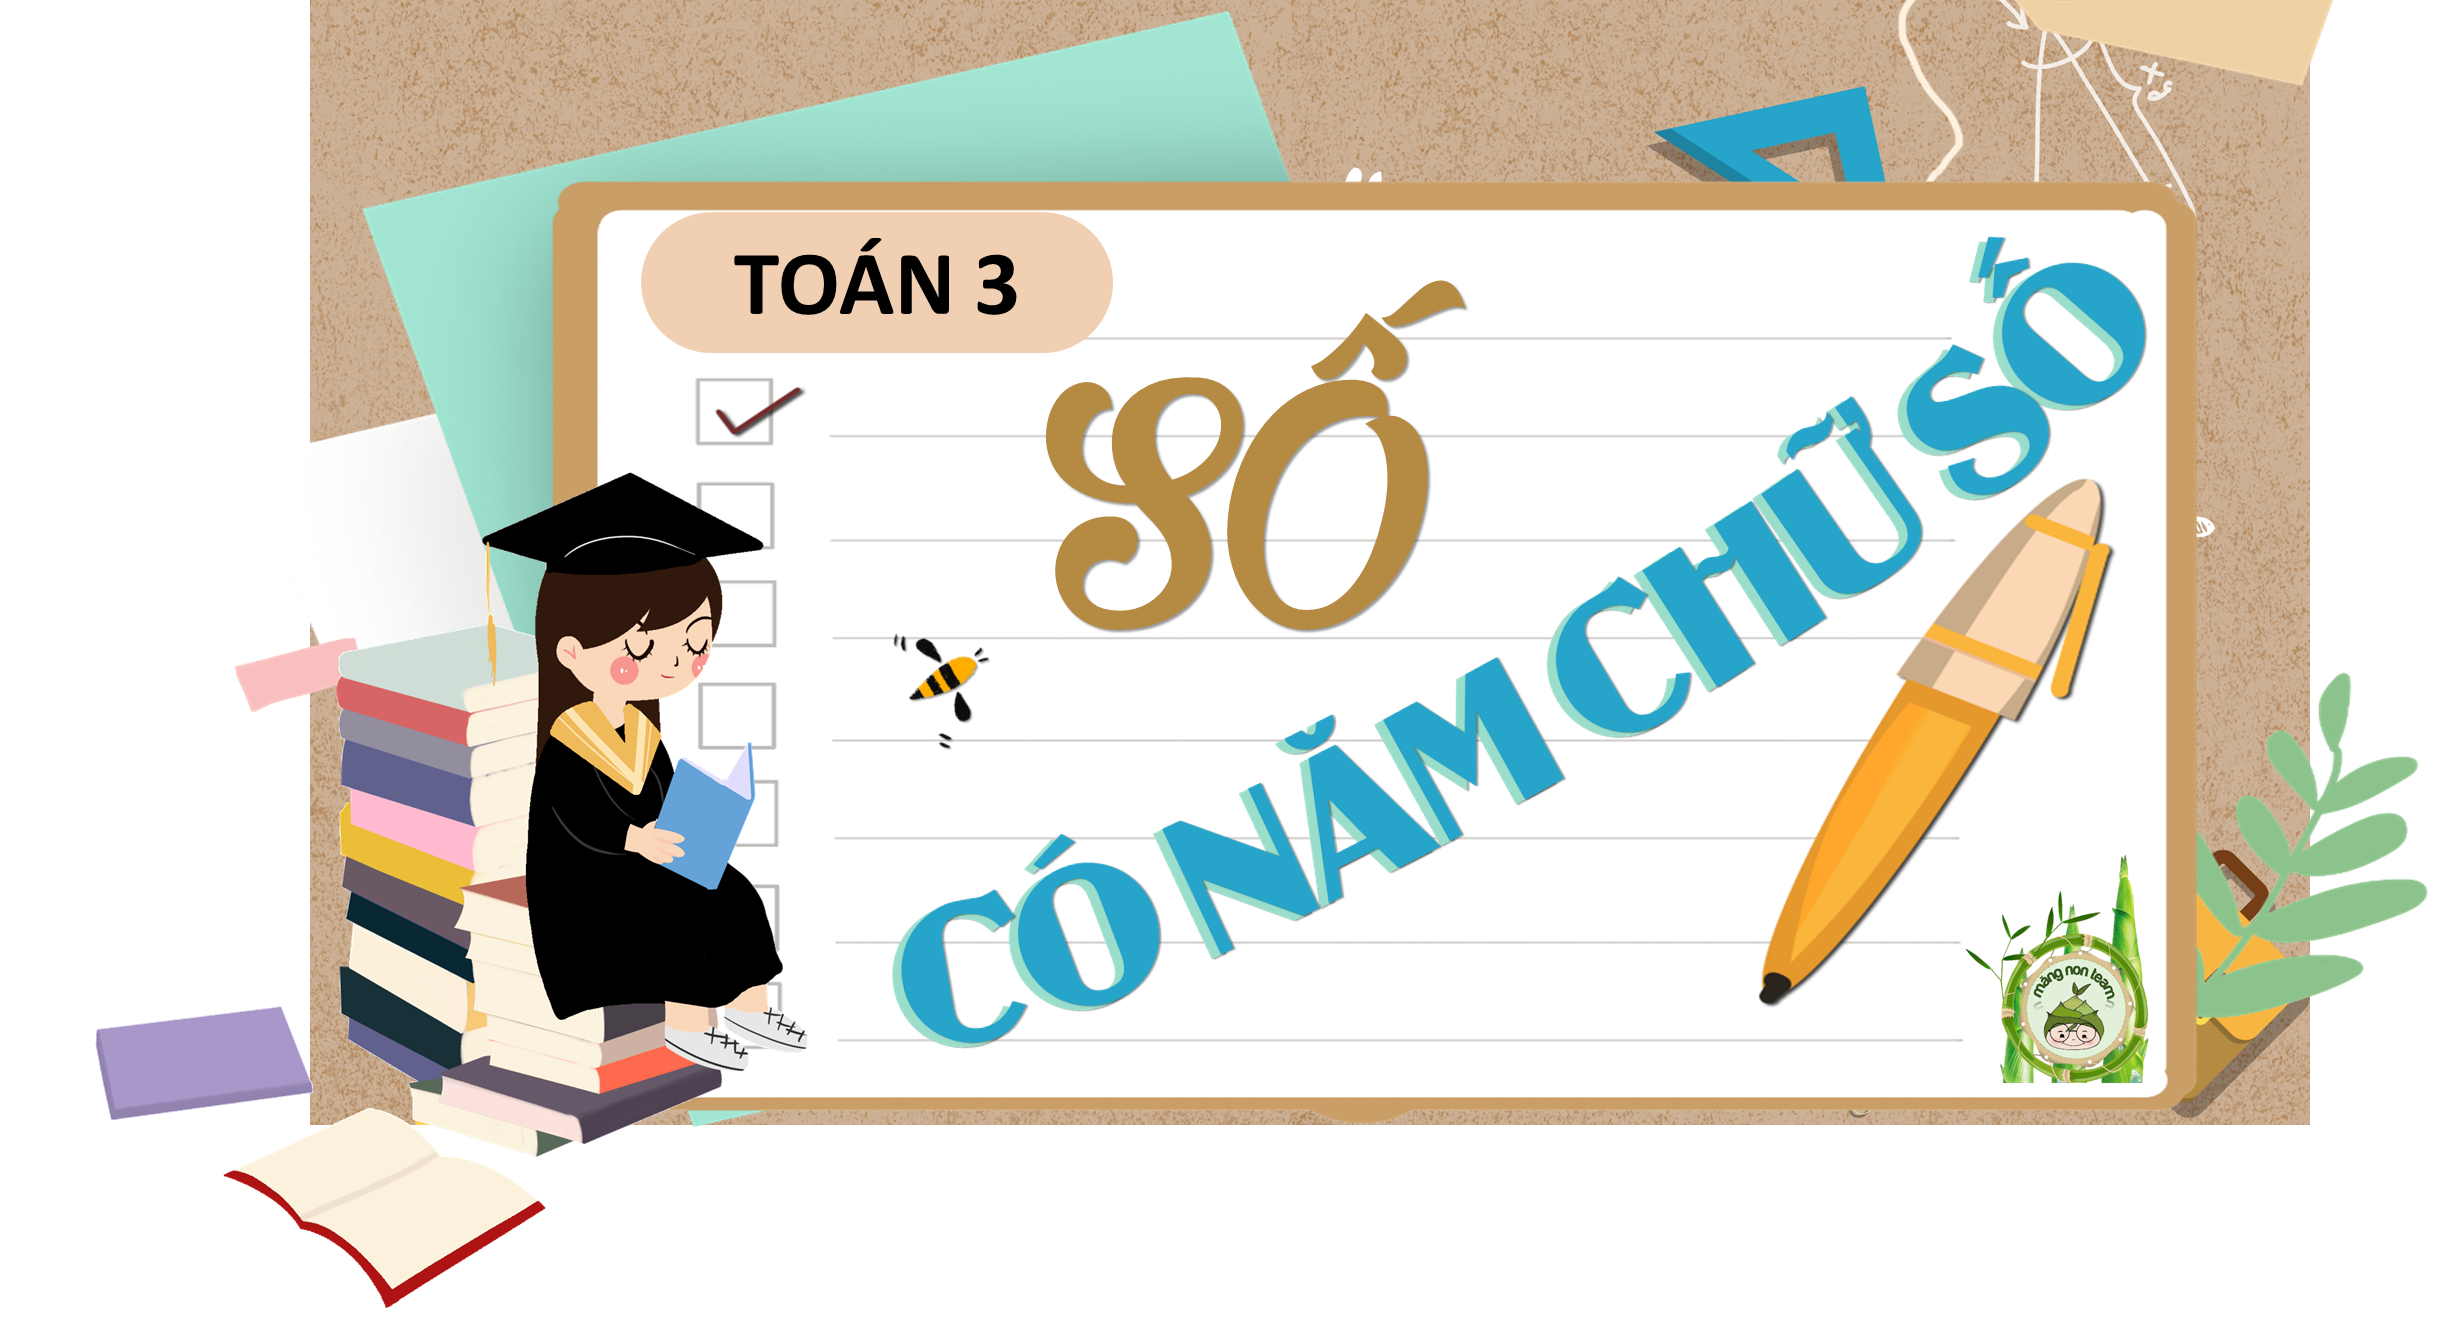 TOÁN 3
SỐ
CÓ NĂM CHỮ SỐ
măng non team